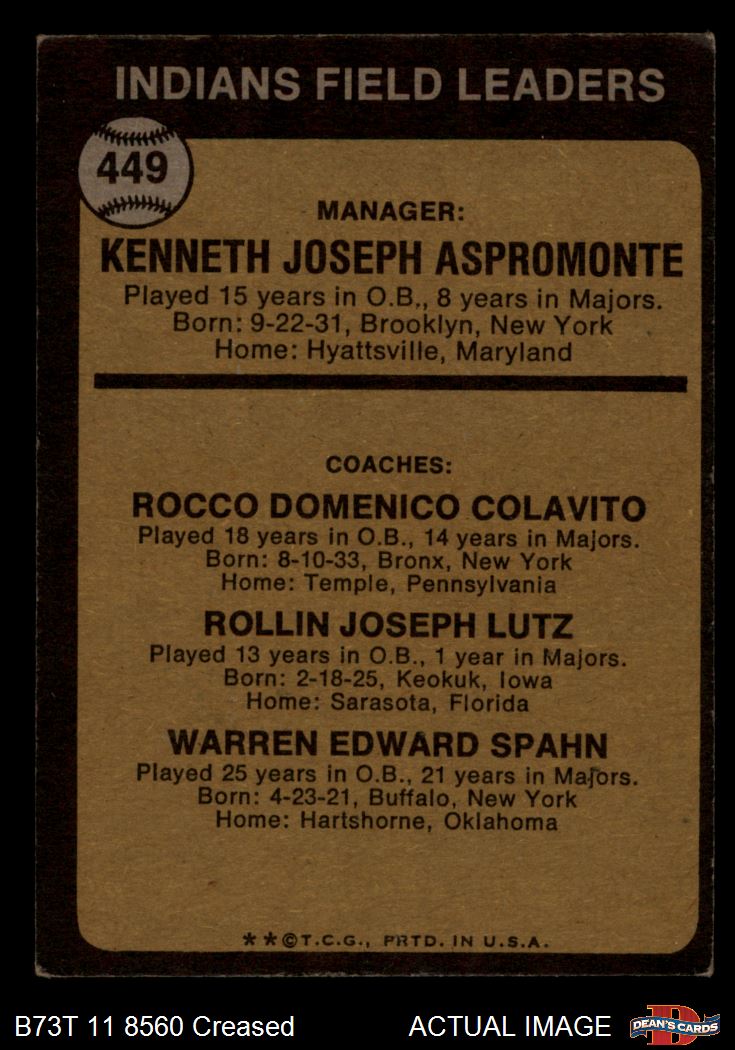 INDIANS FIELD LEADERS
449
MANAGER:
KENNETH JOSEPH ASPROMONTE
Played 15 years in O.B., 8 years in Majors.
Born: 9-22-31, Brooklyn, New York
Home: Hyattsville, Maryland
COACHES:
ROCCO DOMENICO COLAVITO
Played 18 years in O.B., 14 years in Majors.
Born: 8-10-33, Bronx, New York
Home: Temple, Pennsylvania
ROLLIN JOSEPH LUTZ
Played 13 years in O.B., 1 year in Majors.
Born: 2-18-25, Keokuk, Iowa
Home: Sarasota, Florida
WARREN EDWARD SPAHN
Played 25 years in O.B., 21 years in Majors.
Born: 4-23-21, Buffalo, New York
Home: Hartshorne, Oklahoma
**©T.C.G., PRTD. IN U.S.A.
B73T 11 8560 Creased ACTUAL IMAGE
DEAN'S CARDS